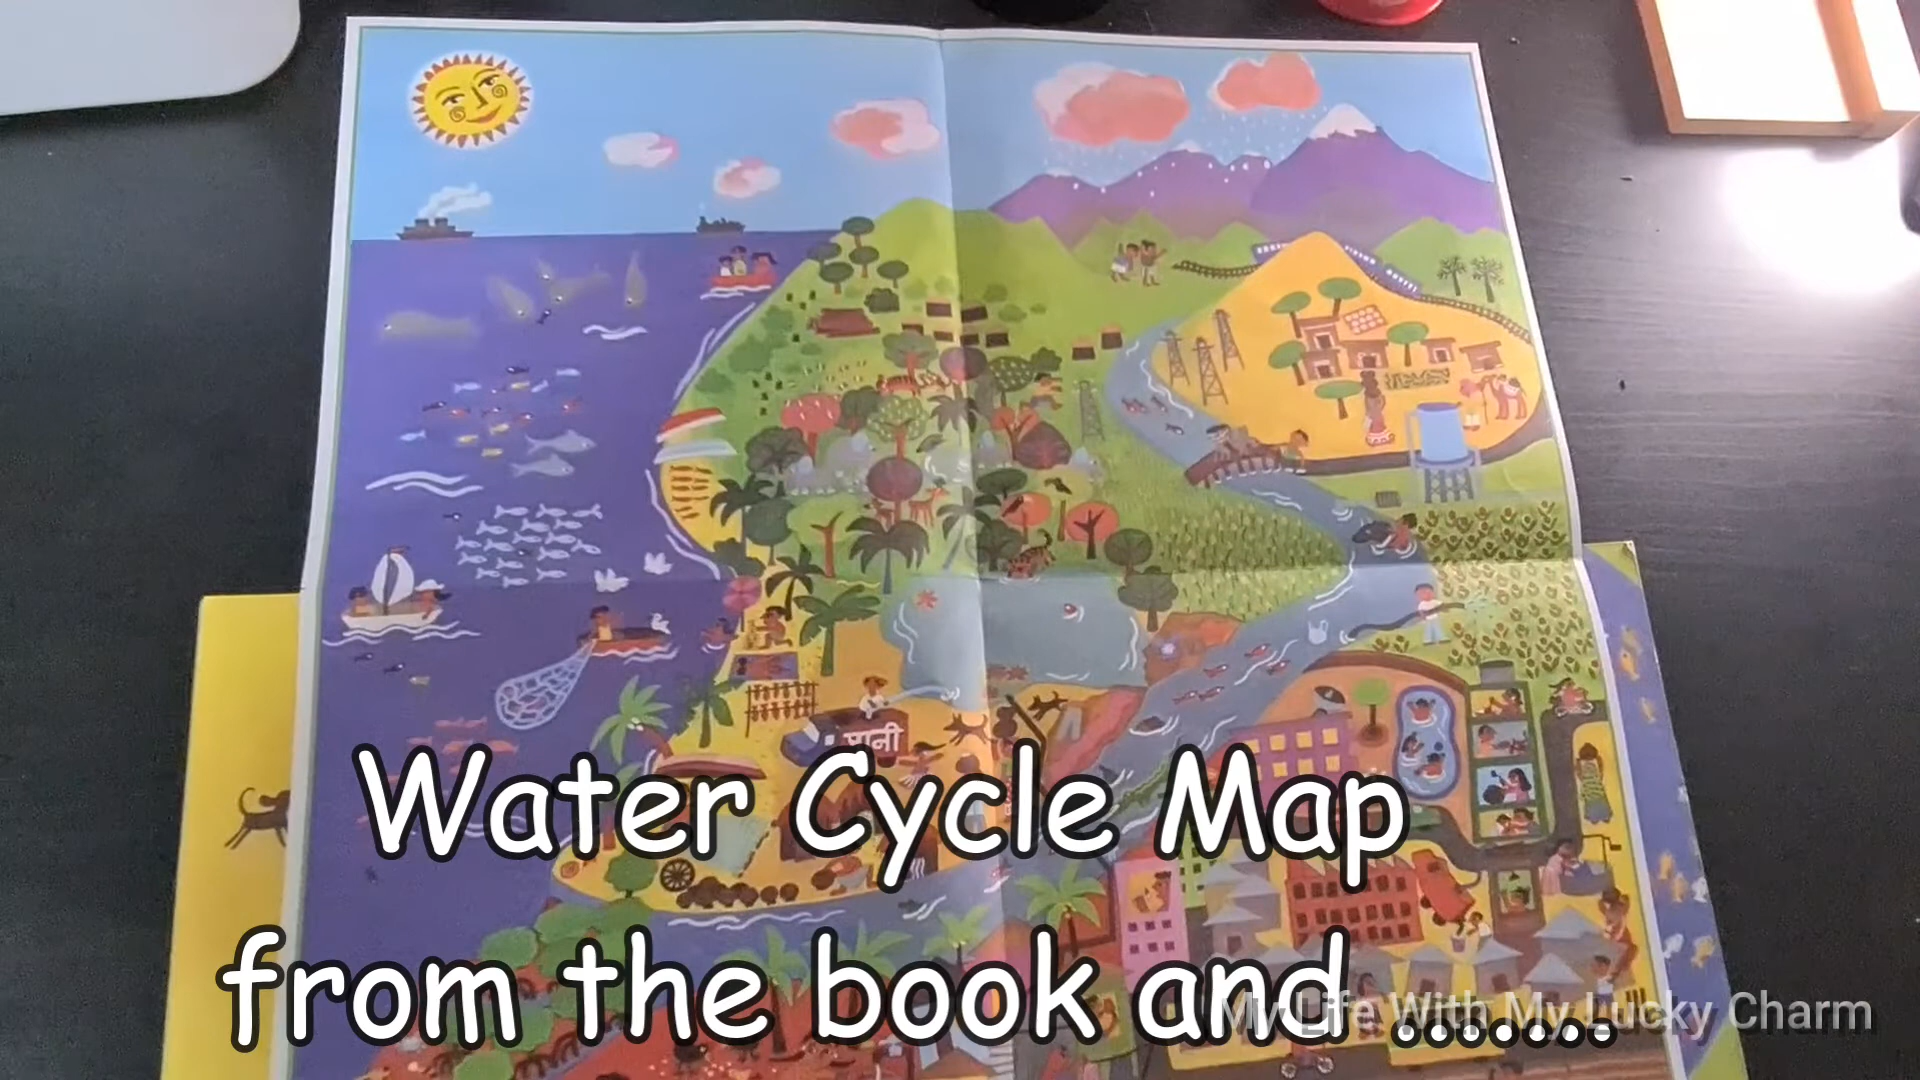 पानी
Water Cycle Map
from the book and .......
My Life With My Lucky Charm